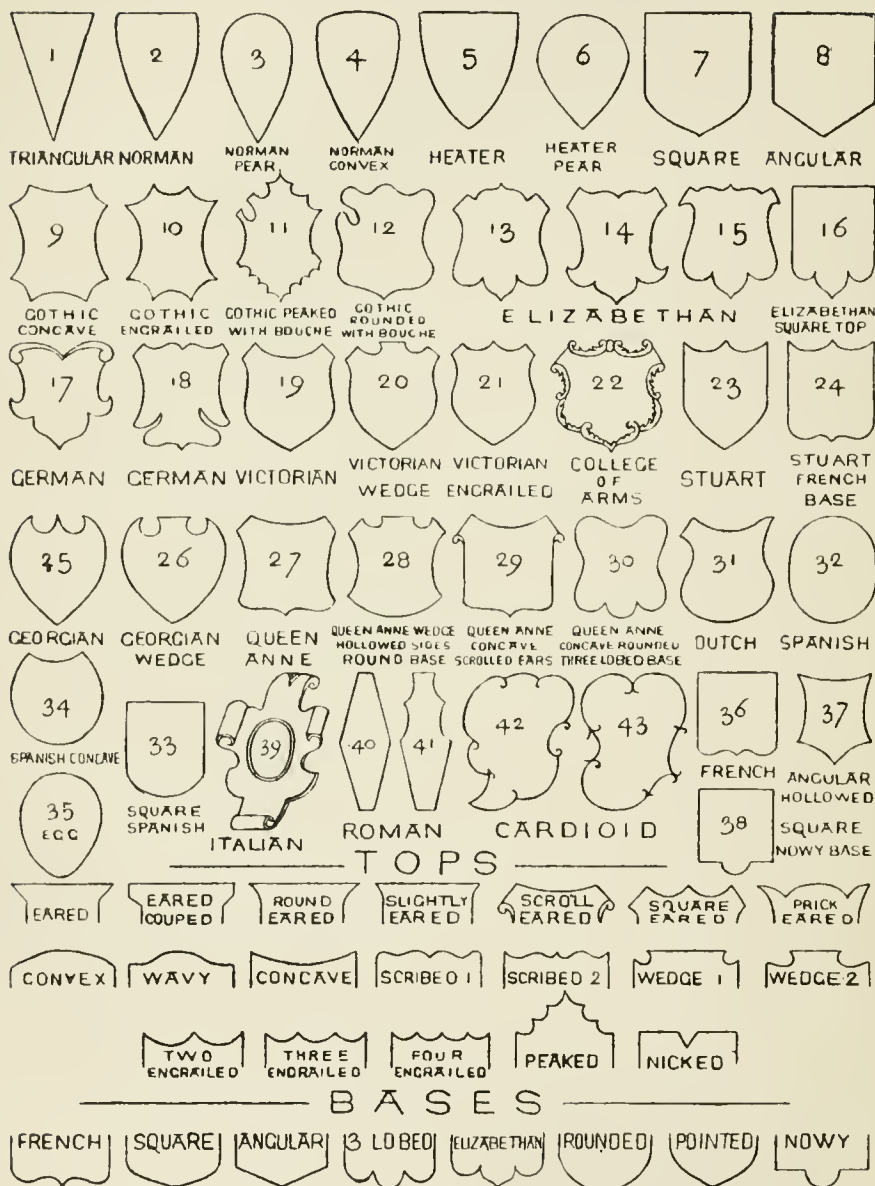 1 2 3 4 5 6 7 8
TRIANGULAR NORMAN NORMAN PEAR NORMAN CONVEX HEATER HEATER PEAR SQUARE ANGULAR
9 10 11 12 13 14 15 16
GOTHIC CONCAVE
GOTHIC ENGRAILED
GOTHIC PEAKED WITH BOUCHE
GOTHIC ROUNDED WITH BOUCHE
ELIZABETHAN
ELIZABETHAN SQUARE TOP
17 18 19 20 21 22 23 24
GERMAN GERMAN VICTORIAN
VICTORIAN WEDGE
VICTORIAN ENGRAILED
COLLEGE OF ARMS
STUART
STUART FRENCH BASE
25 26 27 28 29 30 31 32
GEORGIAN
GEORGIAN WEDGE
QUEEN ANNE
QUEEN ANNE WEDGE
HOLLOWED SIDES
ROUND BASE
QUEEN ANNE
CONCAVE
SCROLLED EARS
QUEEN ANNE
CONCAVE ROUNDED
THREE LOBED BASE
DUTCH SPANISH
34
SPANISH CONCAVE
33
SQUARE
SPANISH
39
ITALIAN
40 41
ROMAN
42 43
CARDIOID
36
FRENCH
37
ANGULAR
HOLLOWED
35
EGG
38
SQUARE
NOWY BASE
TOPS
EARED
EARED COUPED
ROUND EARED
SLIGHTLY EARED
SCROLL EARED
SQUARE EARED
PRICK EARED
CONVEX WAVY CONCAVE SCRIBED 1 SCRIBED 2 WEDGE 1 WEDGE·2
TWO ENGRAILED
THREE ENGRAILED
FOUR ENGRAILED
PEAKED
NICKED
BASES
FRENCH SQUARE ANGULAR 3 LOBED ELIZABETHAN ROUNDED POINTED NOWY